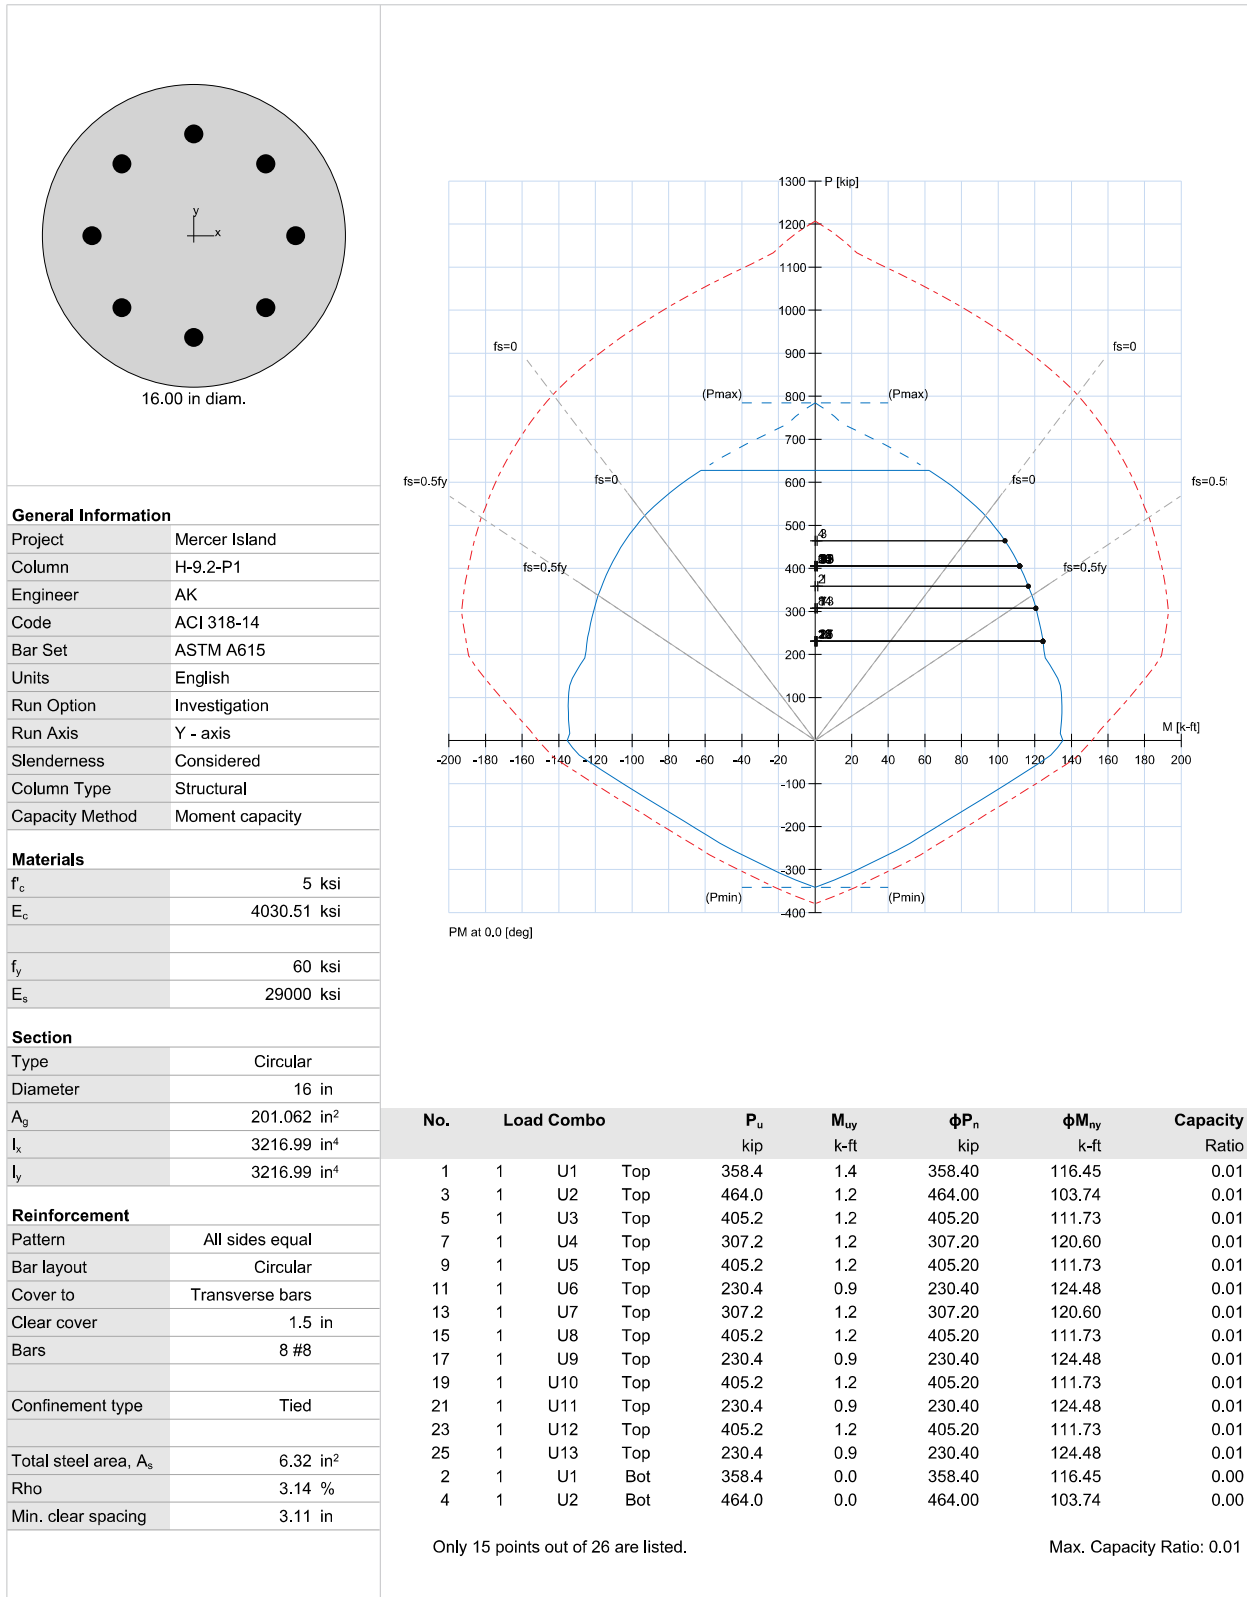 y
x
16.00 in diam.
General Information
Project Mercer Island
Column H-9.2-P1
Engineer AK
Code ACI 318-14
Bar Set ASTM A615
Units English
Run Option Investigation
Run Axis Y - axis
Slenderness Considered
Column Type Structural
Capacity Method Moment capacity
Materials
f'c 5 ksi
Ec 4030.51 ksi
fy 60 ksi
Es 29000 ksi
Section
Type Circular
Diameter 16 in
Ag 201.062 in²
Ix 3216.99 in⁴
Iy 3216.99 in⁴
Reinforcement
Pattern All sides equal
Bar layout Circular
Cover to Transverse bars
Clear cover 1.5 in
Bars 8 #8
Confinement type Tied
Total steel area, As 6.32 in²
Rho 3.14 %
Min. clear spacing 3.11 in
1300 P [kip]
1200
1100
1000
fs=0 900 fs=0
(Pmax) 800 (Pmax)
700
fs=0.5fy fs=0 600 fs=0
500
400
fs=0.5fy fs=0.5fy
300
200
100
M [k-ft]
-200 -180 -160 -140 -120 -100 -80 -60 -40 -20 20 40 60 80 100 120 140 160 180 200
-100
-200
-300
(Pmin) (Pmin)
-400
PM at 0.0 [deg]
No. Load Combo Pu Muy ϕPn ϕMny Capacity
kip k-ft kip k-ft Ratio
1 1 U1 Top 358.4 1.4 358.40 116.45 0.01
3 1 U2 Top 464.0 1.2 464.00 103.74 0.01
5 1 U3 Top 405.2 1.2 405.20 111.73 0.01
7 1 U4 Top 307.2 1.2 307.20 120.60 0.01
9 1 U5 Top 405.2 1.2 405.20 111.73 0.01
11 1 U6 Top 230.4 0.9 230.40 124.48 0.01
13 1 U7 Top 307.2 1.2 307.20 120.60 0.01
15 1 U8 Top 405.2 1.2 405.20 111.73 0.01
17 1 U9 Top 230.4 0.9 230.40 124.48 0.01
19 1 U10 Top 405.2 1.2 405.20 111.73 0.01
21 1 U11 Top 230.4 0.9 230.40 124.48 0.01
23 1 U12 Top 405.2 1.2 405.20 111.73 0.01
25 1 U13 Top 230.4 0.9 230.40 124.48 0.01
2 1 U1 Bot 358.4 0.0 358.40 116.45 0.00
4 1 U2 Bot 464.0 0.0 464.00 103.74 0.00
Only 15 points out of 26 are listed. Max. Capacity Ratio: 0.01